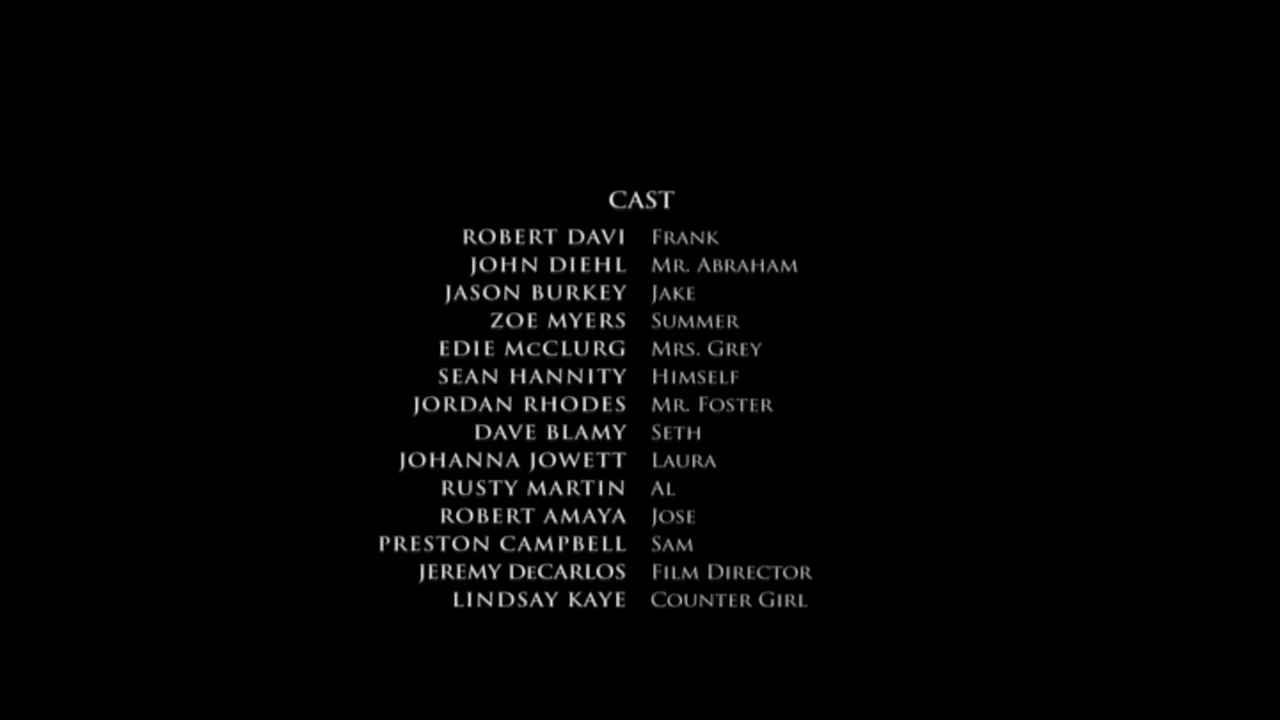 CAST
ROBERT DAVI Frank
JOHN DIEHL Mr. Abraham
JASON BURKEY Jake
ZOE MYERS Summer
EDIE McCLURG Mrs. Grey
SEAN HANNITY Himself
JORDAN RHODES Mr. Foster
DAVE BLAMY Seth
JOHANNA JOWETT Laura
RUSTY MARTIN Al
ROBERT AMAYA Jose
PRESTON CAMPBELL Sam
JEREMY DeCARLOS Film Director
LINDSAY KAYE Counter Girl